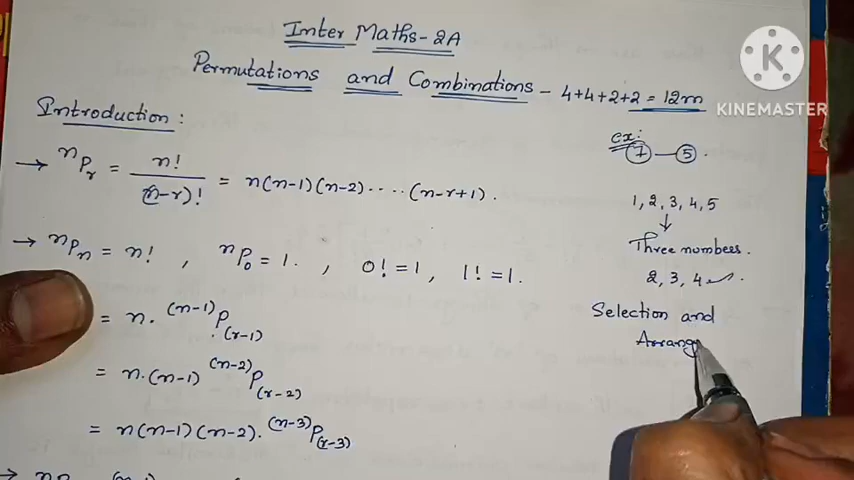 Inter Maths-2A
Permutations and Combinations - 4+4+2+2 = 12m
KINEMASTER
Introduction :
→ ⁿPᵣ = n! / (n-r)! = n(n-1)(n-2)....(n-r+1).
→ ⁿPₙ = n! , ⁿP₀ = 1. , 0! = 1, 1! = 1.
= n. ⁽ⁿ⁻¹⁾P₍ᵣ₋₁₎
= n.(n-1) ⁽ⁿ⁻²⁾P₍ᵣ₋₂₎
= n(n-1)(n-2). ⁽ⁿ⁻³⁾P₍ᵣ₋₃₎
ex:
7 — 5 .
1, 2, 3, 4, 5
↓
Three numbers.
2, 3, 4 ✓ .
Selection and
Arrang